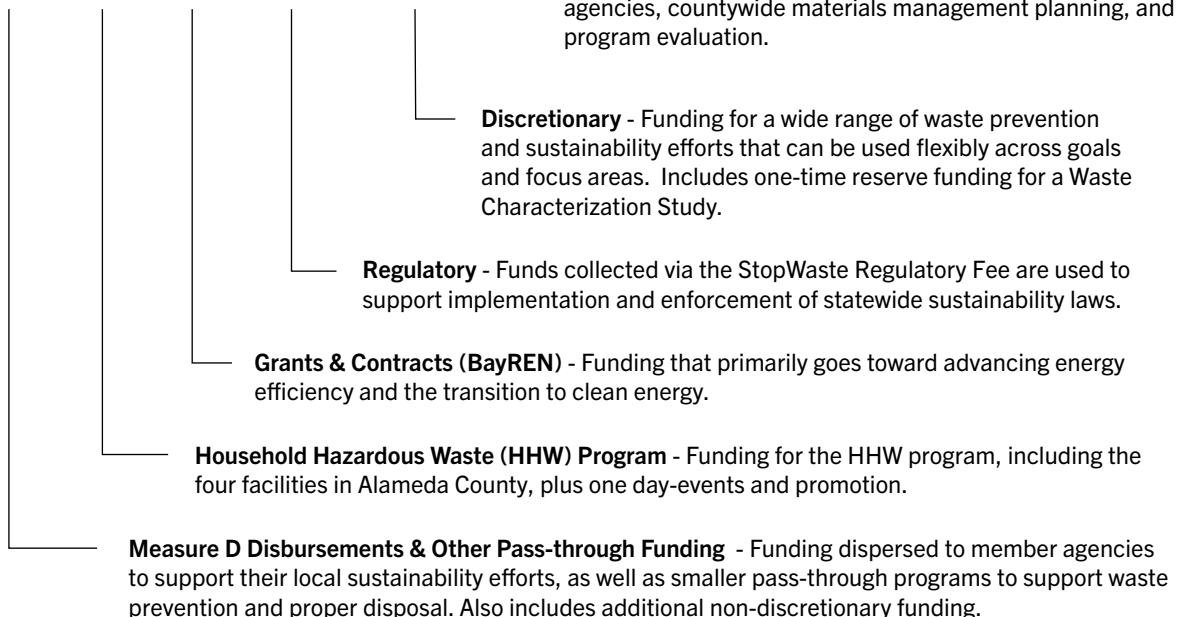 agencies, countywide materials management planning, and
program evaluation.
Discretionary - Funding for a wide range of waste prevention
and sustainability efforts that can be used flexibly across goals
and focus areas.  Includes one-time reserve funding for a Waste
Characterization Study.
Regulatory - Funds collected via the StopWaste Regulatory Fee are used to
support implementation and enforcement of statewide sustainability laws.
Grants & Contracts (BayREN) - Funding that primarily goes toward advancing energy
efficiency and the transition to clean energy.
Household Hazardous Waste (HHW) Program - Funding for the HHW program, including the
four facilities in Alameda County, plus one day-events and promotion.
Measure D Disbursements & Other Pass-through Funding  - Funding dispersed to member agencies
to support their local sustainability efforts, as well as smaller pass-through programs to support waste
prevention and proper disposal. Also includes additional non-discretionary funding.